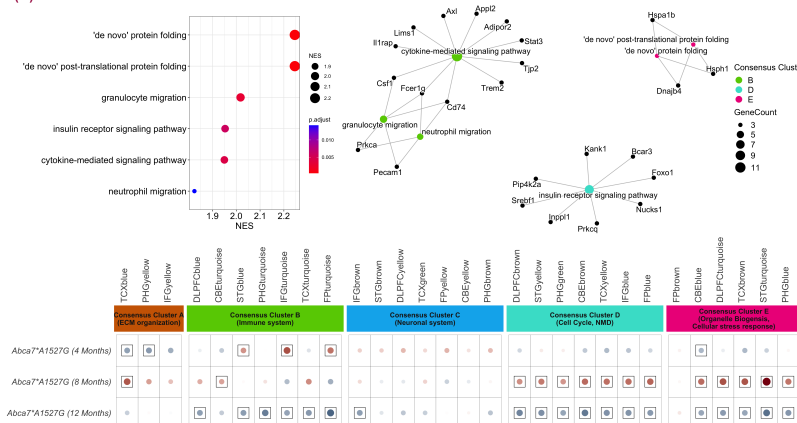 'de novo' protein folding
'de novo' post-translational protein folding
granulocyte migration
insulin receptor signaling pathway
cytokine-mediated signaling pathway
neutrophil migration
1.9 2.0 2.1 2.2
NES
NES
1.9
2.0
2.1
2.2
p.adjust
0.010
0.005
Axl
Appl2
Adipor2
Lims1
Il1rap
Stat3
cytokine-mediated signaling pathway
Tjp2
Csf1
Fcer1g
Trem2
Cd74
granulocyte migration
neutrophil migration
Prkca
Pecam1
Hspa1b
'de novo' post-translational protein folding
'de novo' protein folding
Hsph1
Dnajb4
Kank1
Bcar3
Pip4k2a
Foxo1
insulin receptor signaling pathway
Srebf1
Nucks1
Inppl1
Prkcq
Consensus Clust
B
D
E
GeneCount
3
5
7
9
11
TCXblue
PHGyellow
IFGyellow
DLPFCblue
CBEturquoise
STGblue
PHGturquoise
IFGturquoise
TCXturquoise
FPturquoise
IFGbrown
STGbrown
DLPFCyellow
TCXgreen
FPyellow
CBEyellow
PHGbrown
DLPFCbrown
STGyellow
PHGgreen
CBEbrown
TCXyellow
IFGblue
FPblue
FPbrown
CBEblue
DLPFCturquoise
TCXbrown
STGturquoise
PHGblue
Consensus Cluster A
(ECM organization)
Consensus Cluster B
(Immune system)
Consensus Cluster C
(Neuronal system)
Consensus Cluster D
(Cell Cycle, NMD)
Consensus Cluster E
(Organelle Biogensis,
Cellular stress response)
Abca7*A1527G (4 Months)
Abca7*A1527G (8 Months)
Abca7*A1527G (12 Months)